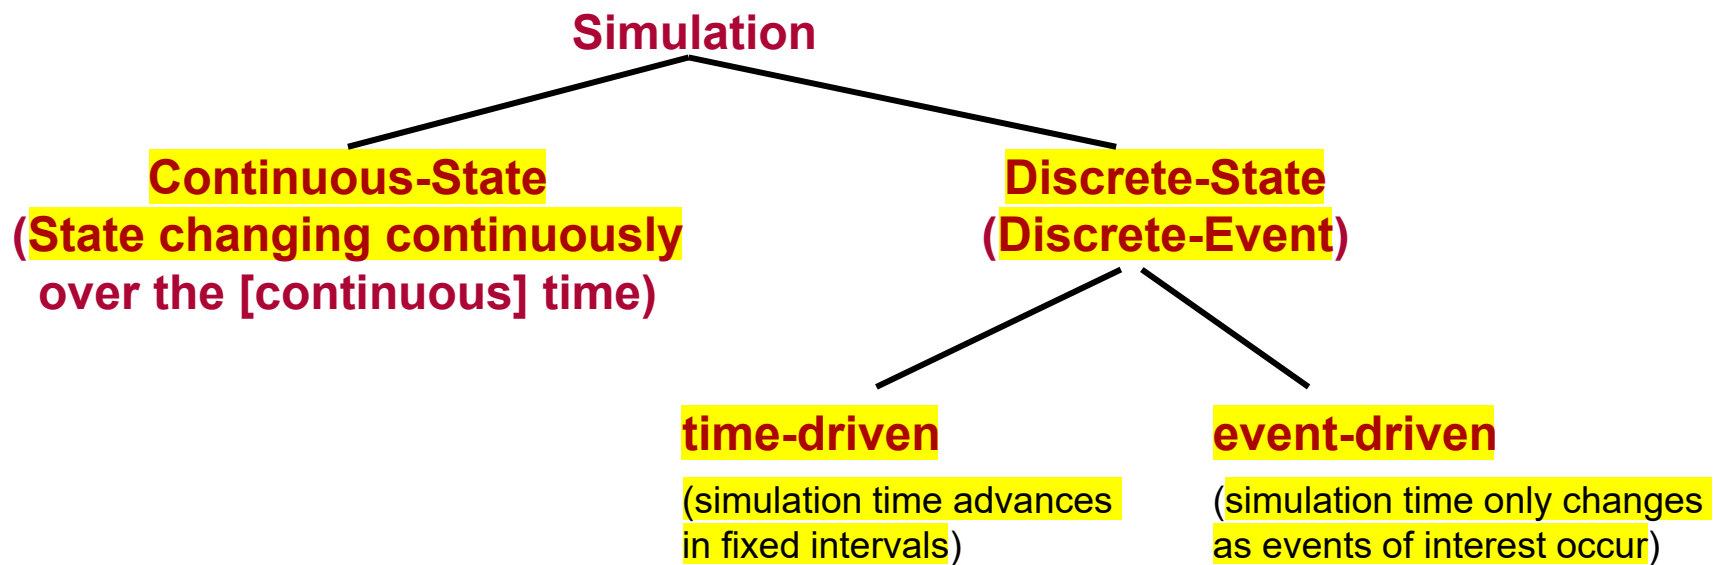 Simulation
Continuous-State
(State changing continuously
over the [continuous] time)
Discrete-State
(Discrete-Event)
time-driven
(simulation time advances
in fixed intervals)
event-driven
(simulation time only changes
as events of interest occur)